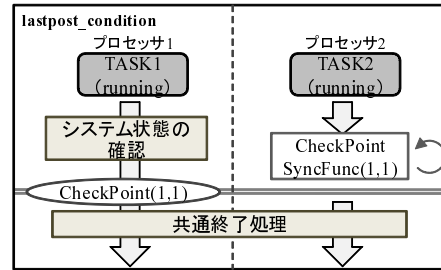 lastpost_condition
プロセッサ1
プロセッサ2
TASK1
(running)
TASK2
(running)
システム状態の
確認
CheckPoint
SyncFunc(1,1)
CheckPoint(1,1)
共通終了処理